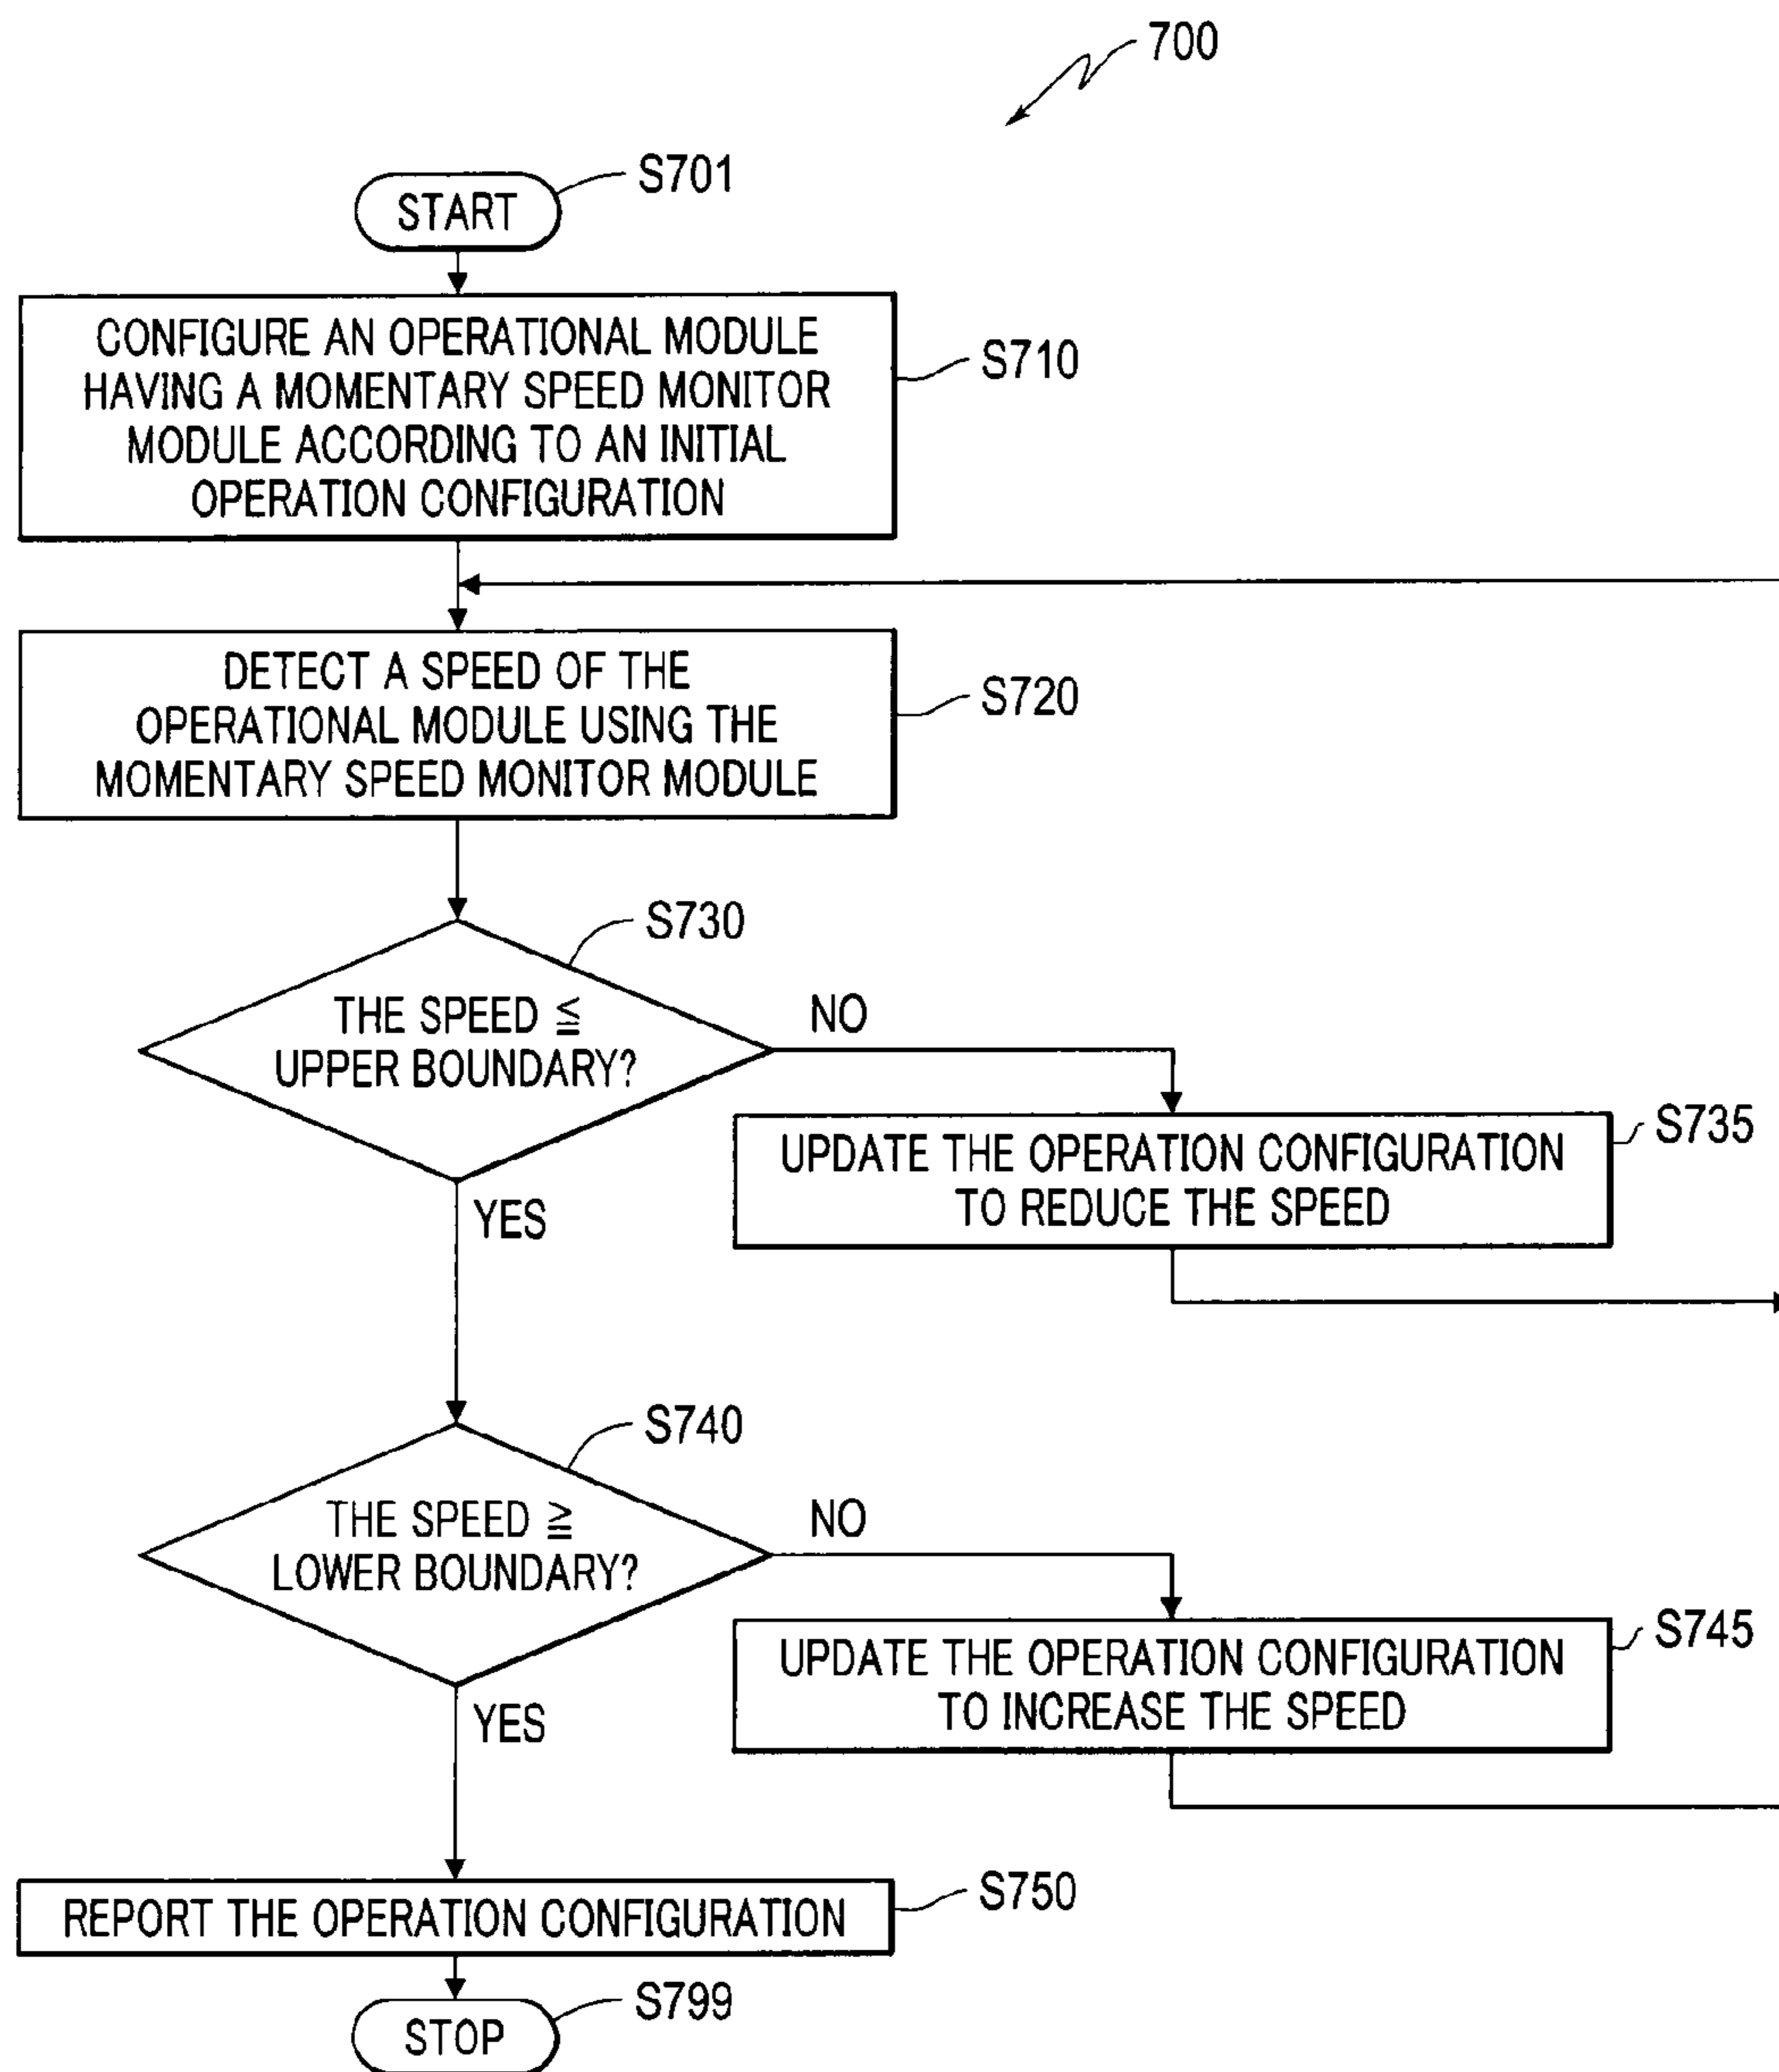 700
S701
START
CONFIGURE AN OPERATIONAL MODULE
HAVING A MOMENTARY SPEED MONITOR
MODULE ACCORDING TO AN INITIAL
OPERATION CONFIGURATION
S710
DETECT A SPEED OF THE
OPERATIONAL MODULE USING THE
MOMENTARY SPEED MONITOR MODULE
S720
S730
THE SPEED ≦
UPPER BOUNDARY?
NO
YES
UPDATE THE OPERATION CONFIGURATION
TO REDUCE THE SPEED
S735
S740
THE SPEED ≧
LOWER BOUNDARY?
NO
YES
UPDATE THE OPERATION CONFIGURATION
TO INCREASE THE SPEED
S745
REPORT THE OPERATION CONFIGURATION
S750
S799
STOP